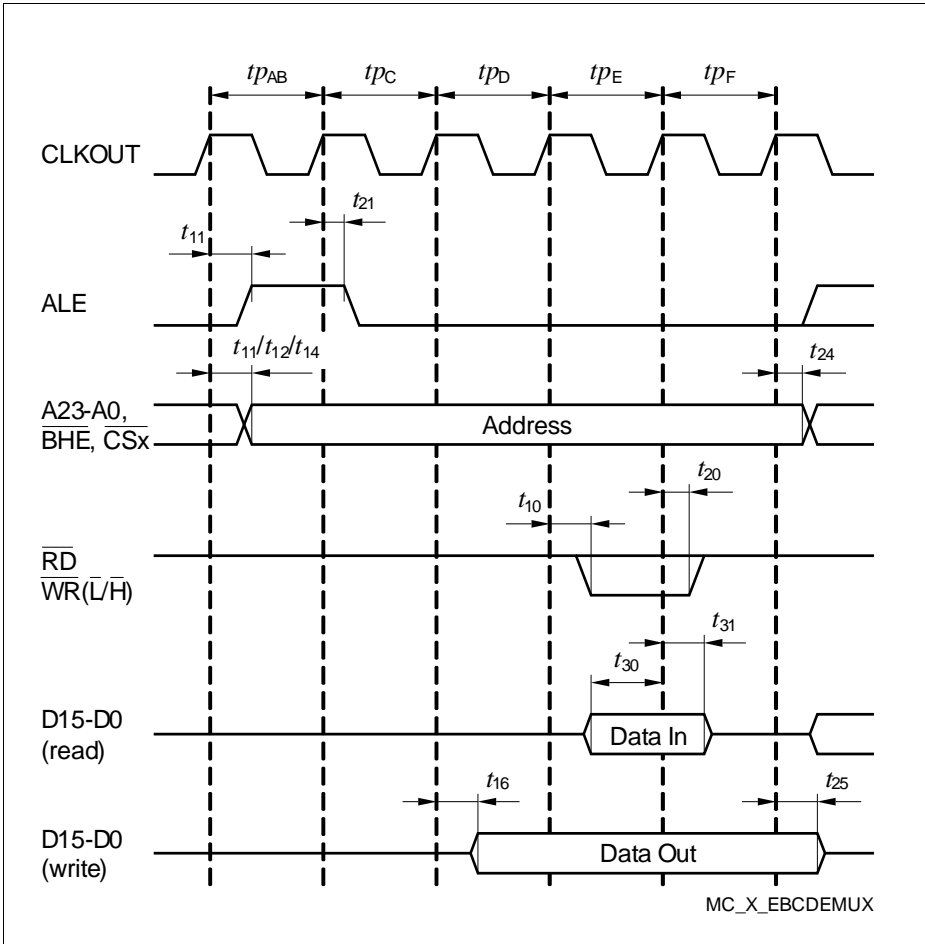 tpAB tpC tpD tpE tpF
CLKOUT
t21
t11
ALE
t11/t12/t14 t24
A23-A0,
BHE, CSx
Address
t20
t10
RD
WR(L/H)
t31
t30
D15-D0
(read)
Data In
t16 t25
D15-D0
(write)
Data Out
MC_X_EBCDEMUX